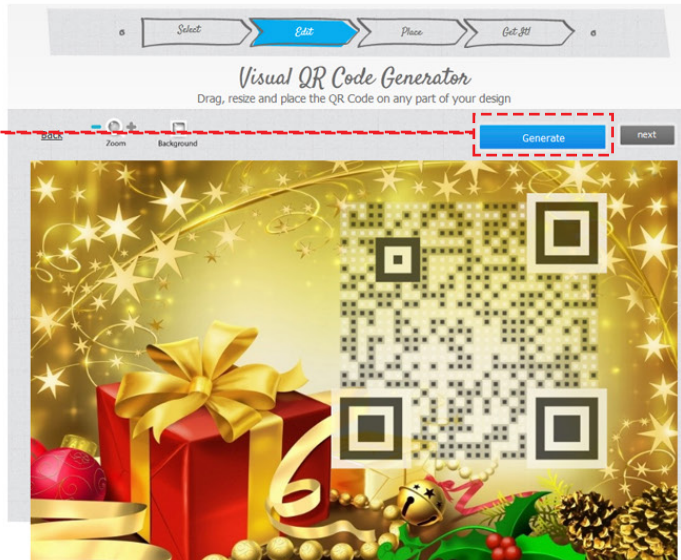 Select Edit Place Get It!
Visual QR Code Generator
Drag, resize and place the QR Code on any part of your design
Back Zoom Background Generate next